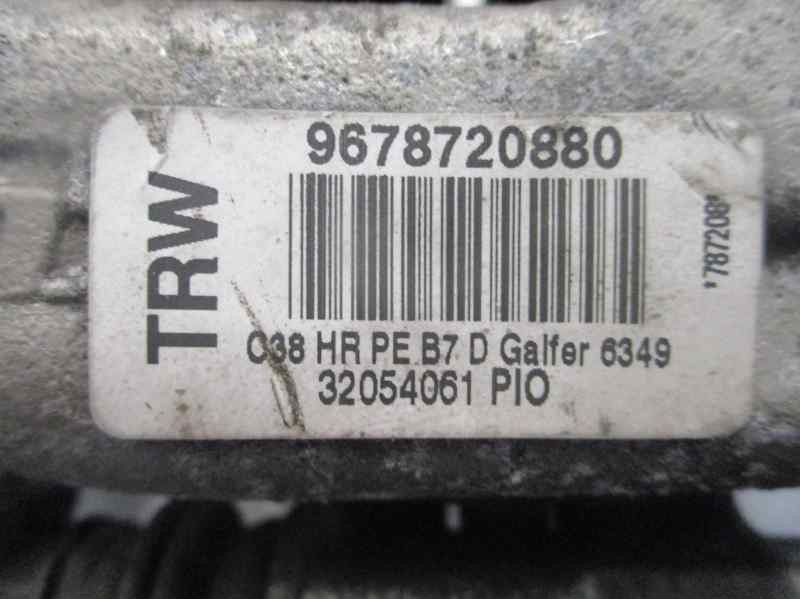 9678720880
TRW
*787208*
C38 HR PE B7 D Galfer 6349
32054061 PIO